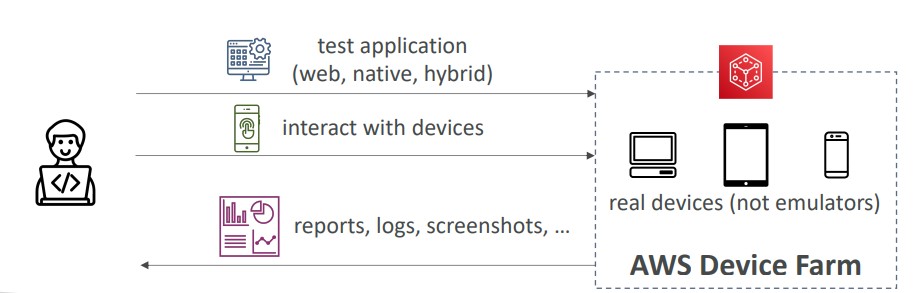 test application
(web, native, hybrid)
interact with devices
reports, logs, screenshots, ...
real devices (not emulators)
AWS Device Farm
</>